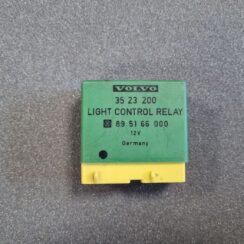 VOLVO
35 23 200
LIGHT CONTROL RELAY
89 51 66 000
12V
Germany